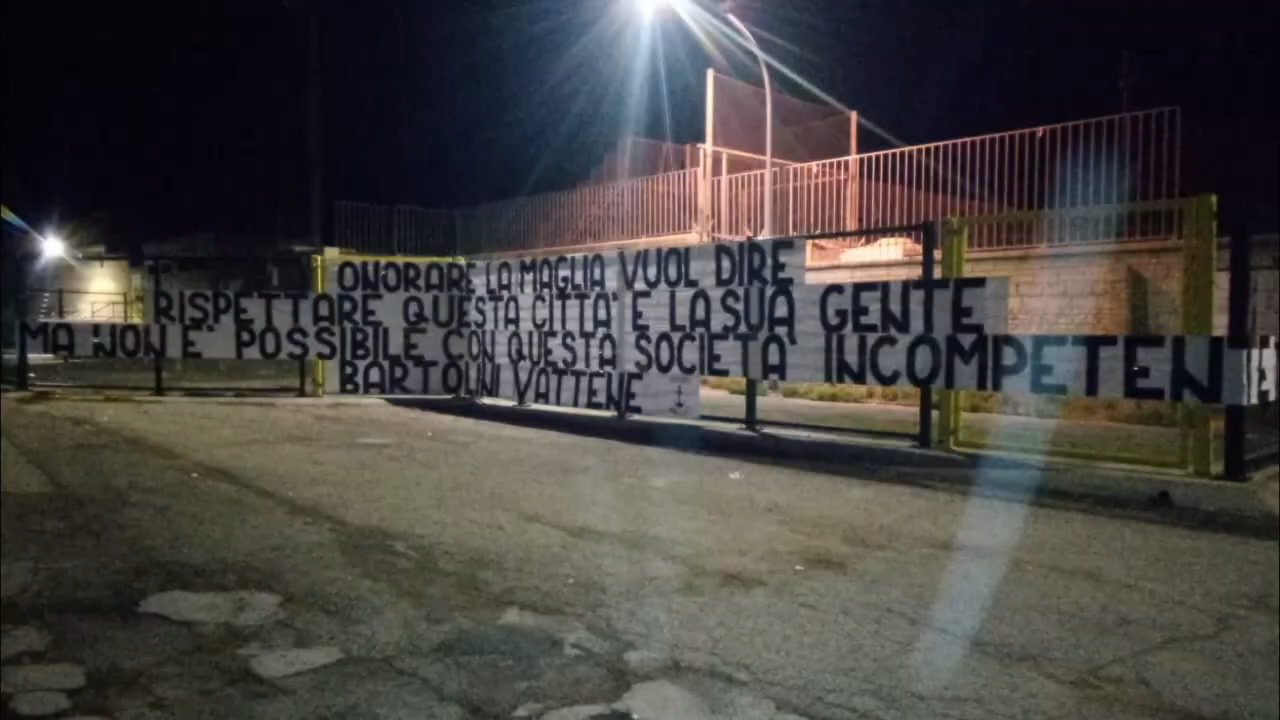 ONORARE LA MAGLIA VUOL DIRE
RISPETTARE QUESTA CITTA' E LA SUA GENTE
MA NON E' POSSIBILE CON QUESTA SOCIETA' INCOMPETENTE
BARTOLINI VATTENE